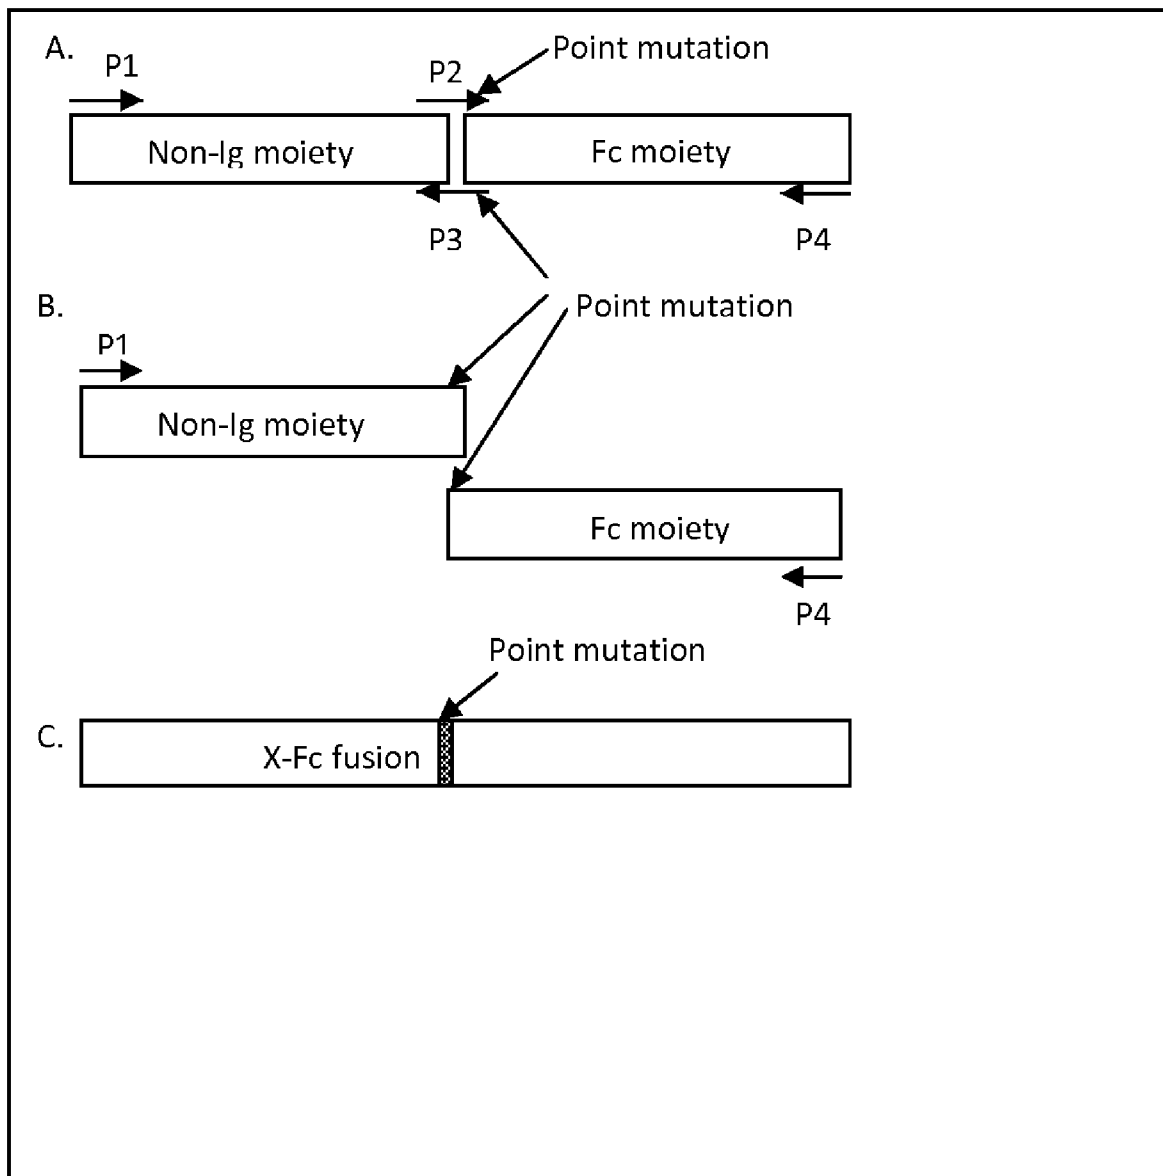 A.
P1
P2
Point mutation
Non-Ig moiety
Fc moiety
P3
P4
B.
Point mutation
P1
Non-Ig moiety
Fc moiety
P4
Point mutation
C.
X-Fc fusion